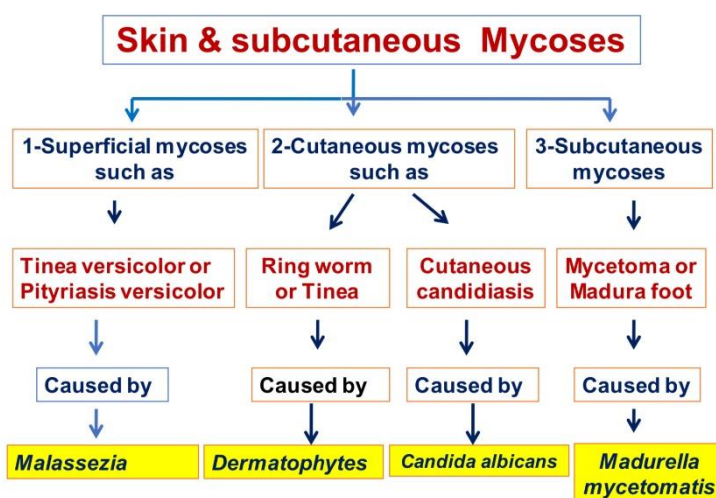 Skin & subcutaneous Mycoses
1-Superficial mycoses
such as
2-Cutaneous mycoses
such as
3-Subcutaneous
mycoses
Tinea versicolor or
Pityriasis versicolor
Ring worm
or Tinea
Cutaneous
candidiasis
Mycetoma or
Madura foot
Caused by
Caused by
Caused by
Caused by
Malassezia
Dermatophytes
Candida albicans
Madurella
mycetomatis